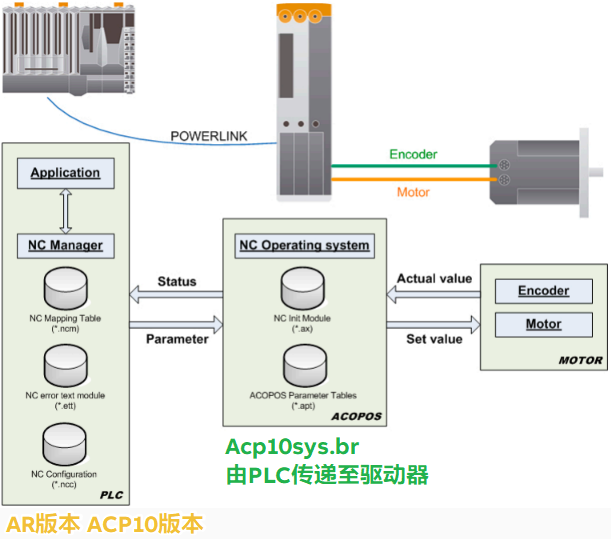 POWERLINK
Encoder
Motor
Application
NC Manager
NC Mapping Table
(*.ncm)
NC error text module
(*.ett)
NC Configuration
(*.ncc)
PLC
Status
Parameter
NC Operating system
NC Init Module
(*.ax)
ACOPOS Parameter Tables
(*.apt)
ACOPOS
Actual value
Set value
Encoder
Motor
MOTOR
Acp10sys.br
由PLC传递至驱动器
AR版本 ACP10版本